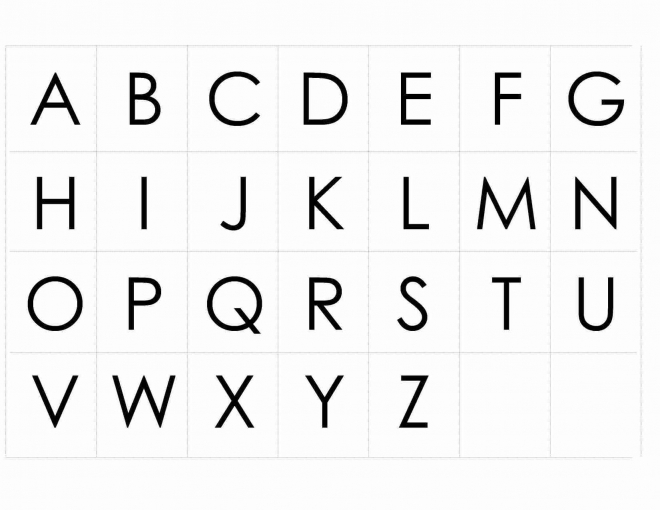 A B C D E F G
H I J K L M N
O P Q R S T U
V W X Y Z